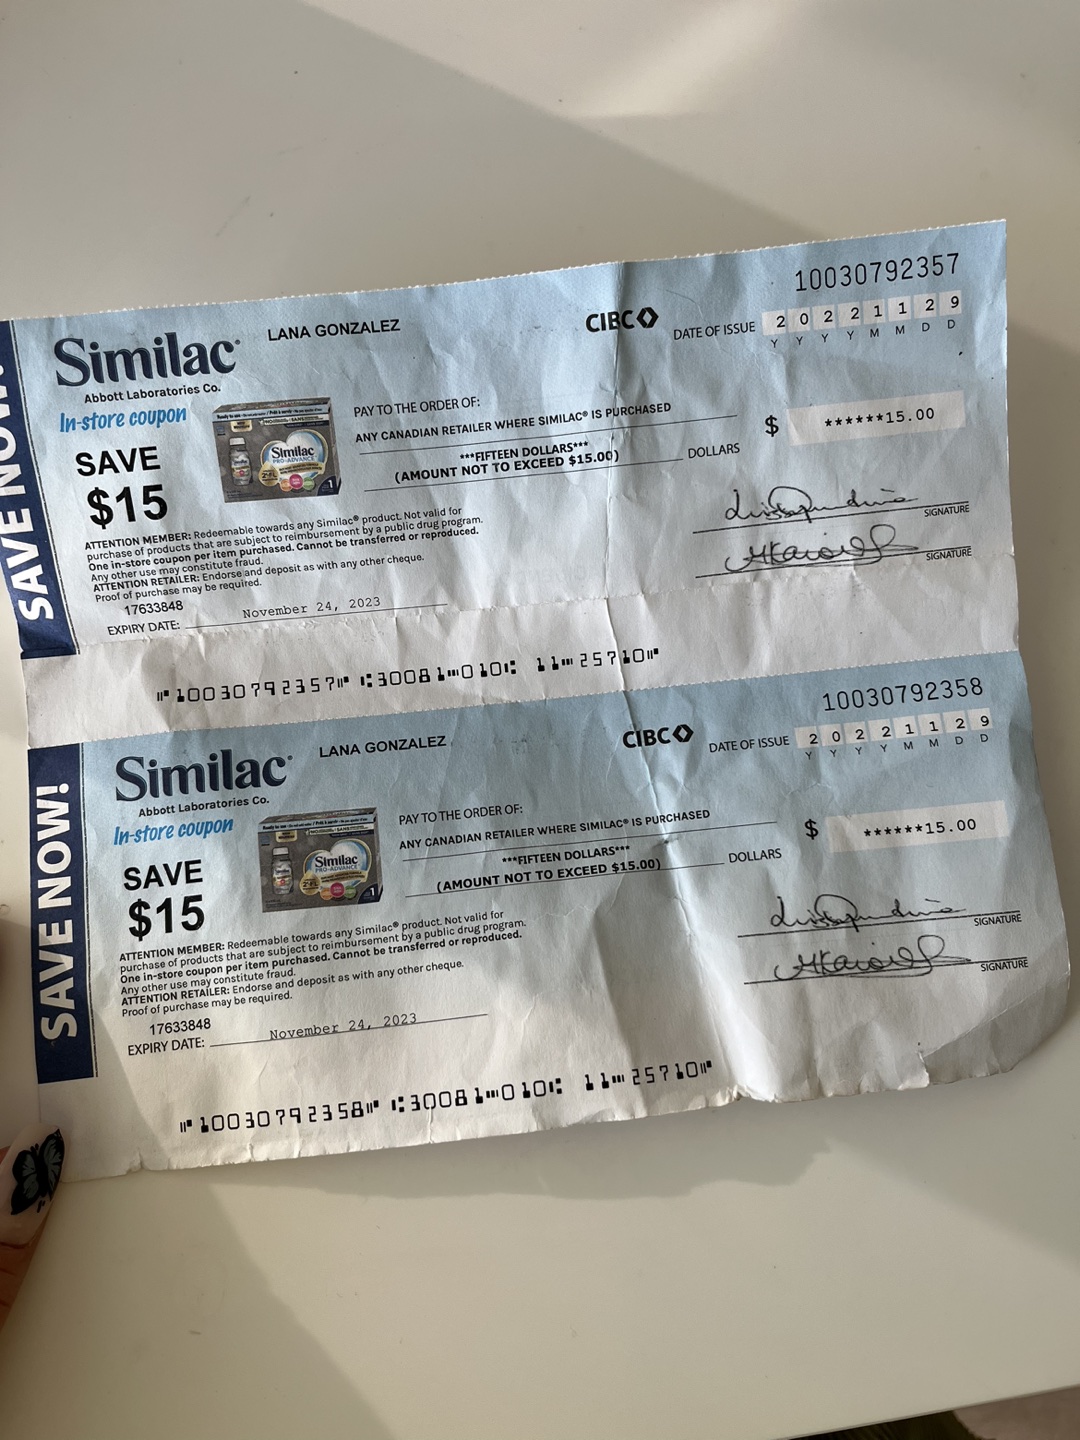 SAVE NOW!
10030792357
LANA GONZALEZ
CIBC
DATE OF ISSUE 2 0 2 2 1 1 2 9
Y Y Y Y M M D D
Similac®
Abbott Laboratories Co.
In-store coupon
SAVE
$15
Similac
PRO-ADVANCE
PAY TO THE ORDER OF:
ANY CANADIAN RETAILER WHERE SIMILAC® IS PURCHASED
$ ******15.00
***FIFTEEN DOLLARS***
(AMOUNT NOT TO EXCEED $15.00) DOLLARS
SIGNATURE
SIGNATURE
ATTENTION MEMBER: Redeemable towards any Similac® product. Not valid for
purchase of products that are subject to reimbursement by a public drug program.
One in-store coupon per item purchased. Cannot be transferred or reproduced.
Any other use may constitute fraud.
ATTENTION RETAILER: Endorse and deposit as with any other cheque.
Proof of purchase may be required.
17633848
EXPIRY DATE: November 24, 2023
⑈10030792357⑈ ⑆30081⑉010⑆ 11⑉25710⑈
SAVE NOW!
10030792358
LANA GONZALEZ
CIBC
DATE OF ISSUE 2 0 2 2 1 1 2 9
Y Y Y Y M M D D
Similac®
Abbott Laboratories Co.
In-store coupon
SAVE
$15
Similac
PRO-ADVANCE
PAY TO THE ORDER OF:
ANY CANADIAN RETAILER WHERE SIMILAC® IS PURCHASED
$ ******15.00
***FIFTEEN DOLLARS***
(AMOUNT NOT TO EXCEED $15.00) DOLLARS
SIGNATURE
SIGNATURE
ATTENTION MEMBER: Redeemable towards any Similac® product. Not valid for
purchase of products that are subject to reimbursement by a public drug program.
One in-store coupon per item purchased. Cannot be transferred or reproduced.
Any other use may constitute fraud.
ATTENTION RETAILER: Endorse and deposit as with any other cheque.
Proof of purchase may be required.
17633848
EXPIRY DATE: November 24, 2023
⑈10030792358⑈ ⑆30081⑉010⑆ 11⑉25710⑈